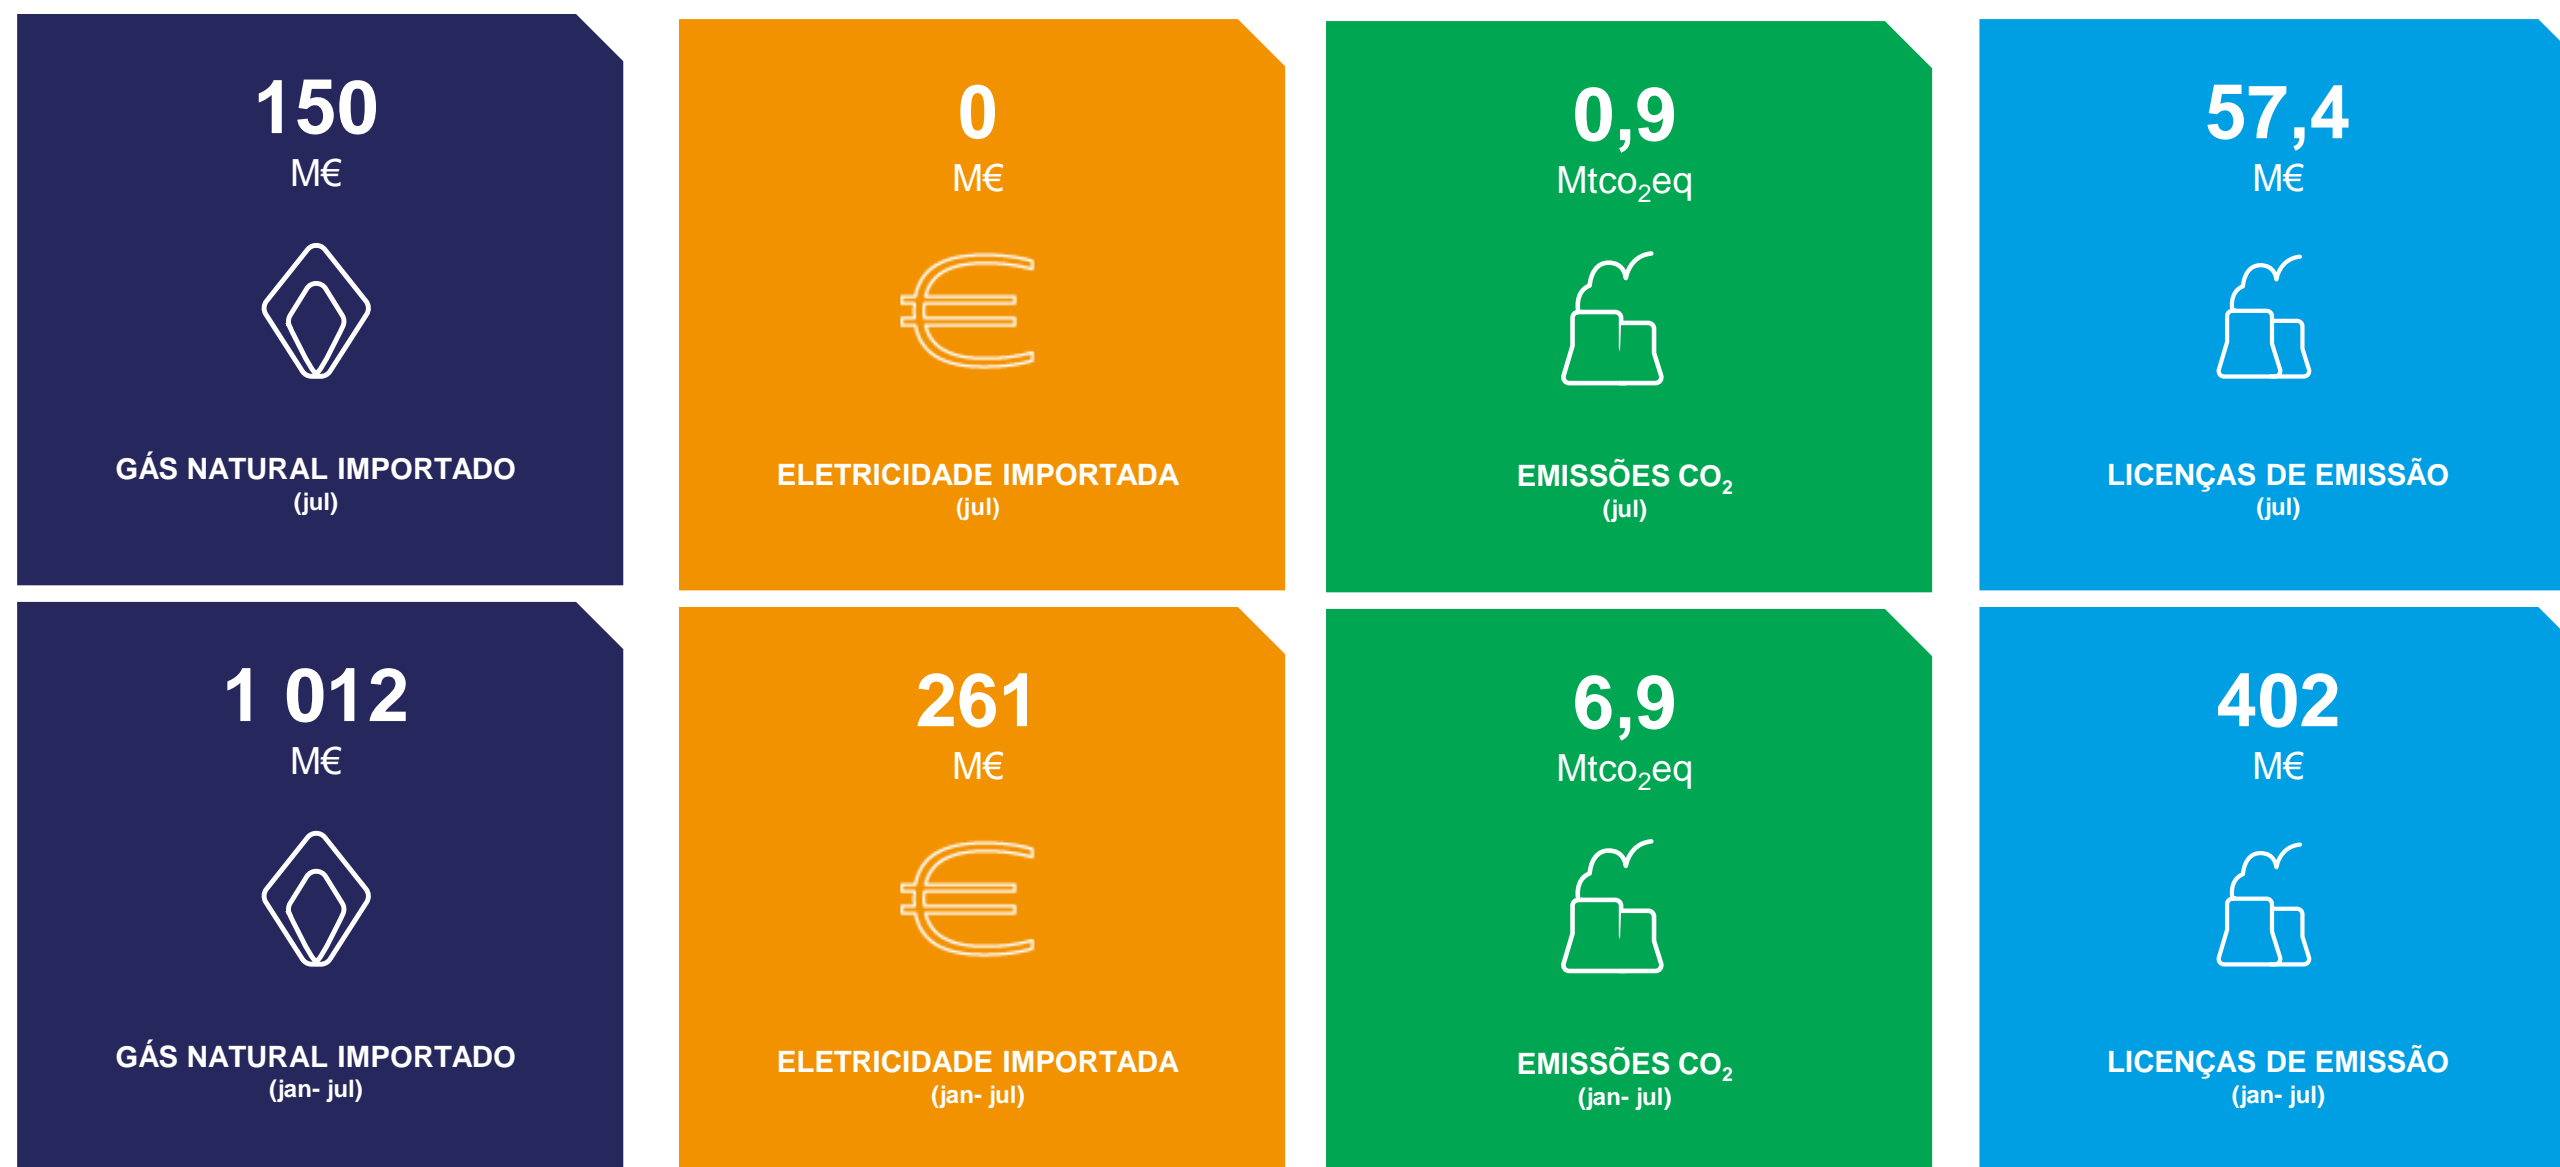 150
M€
GÁS NATURAL IMPORTADO
(jul)
0
M€
ELETRICIDADE IMPORTADA
(jul)
0,9
Mtco₂eq
EMISSÕES CO₂
(jul)
57,4
M€
LICENÇAS DE EMISSÃO
(jul)
1 012
M€
GÁS NATURAL IMPORTADO
(jan- jul)
261
M€
ELETRICIDADE IMPORTADA
(jan- jul)
6,9
Mtco₂eq
EMISSÕES CO₂
(jan- jul)
402
M€
LICENÇAS DE EMISSÃO
(jan- jul)